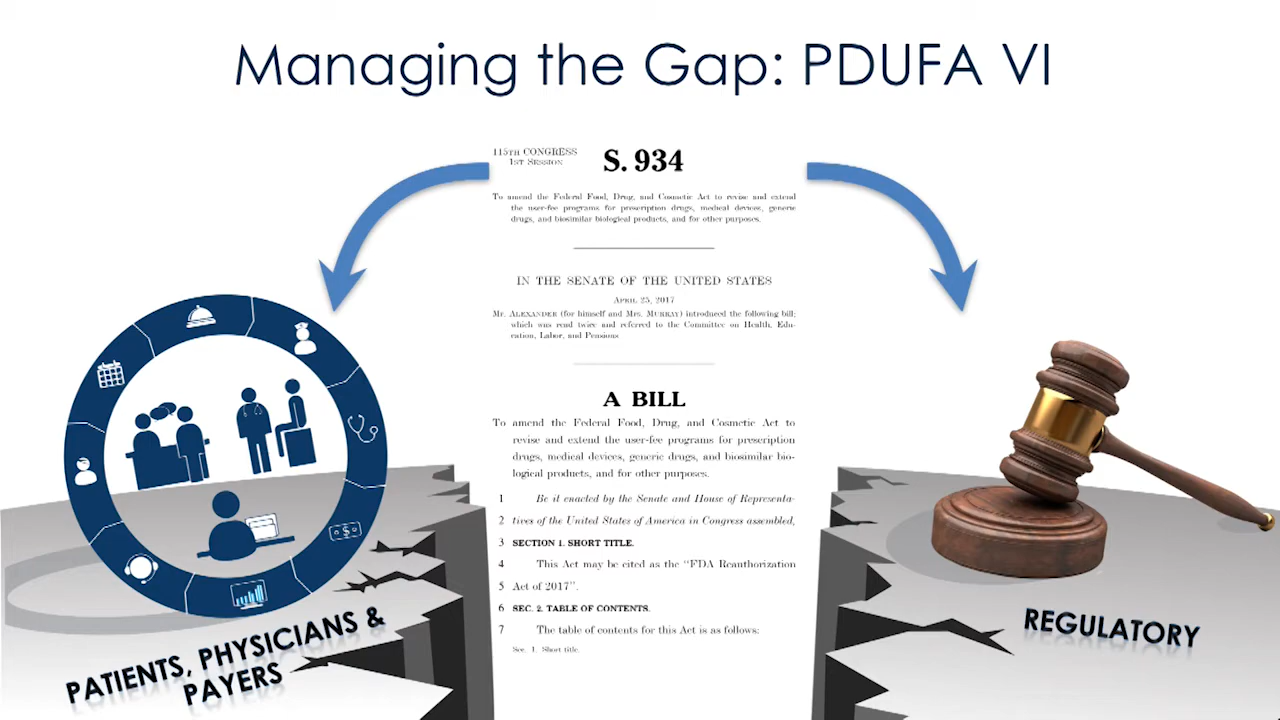 Managing the Gap: PDUFA VI
115TH CONGRESS
1ST SESSION
S. 934
To amend the Federal Food, Drug, and Cosmetic Act to revise and extend
the user-fee programs for prescription drugs, medical devices, generic
drugs, and biosimilar biological products, and for other purposes.
IN THE SENATE OF THE UNITED STATES
APRIL 25, 2017
Mr. ALEXANDER (for himself and Mrs. MURRAY) introduced the following bill;
which was read twice and referred to the Committee on Health, Edu-
cation, Labor, and Pensions
A BILL
To amend the Federal Food, Drug, and Cosmetic Act to
revise and extend the user-fee programs for prescription
drugs, medical devices, generic drugs, and biosimilar bio-
logical products, and for other purposes.
1 Be it enacted by the Senate and House of Representa-
2 tives of the United States of America in Congress assembled,
3 SECTION 1. SHORT TITLE.
4 This Act may be cited as the “FDA Reauthorization
5 Act of 2017”.
6 SEC. 2. TABLE OF CONTENTS.
7 The table of contents for this Act is as follows:
Sec. 1. Short title.
PATIENTS, PHYSICIANS &
PAYERS
REGULATORY